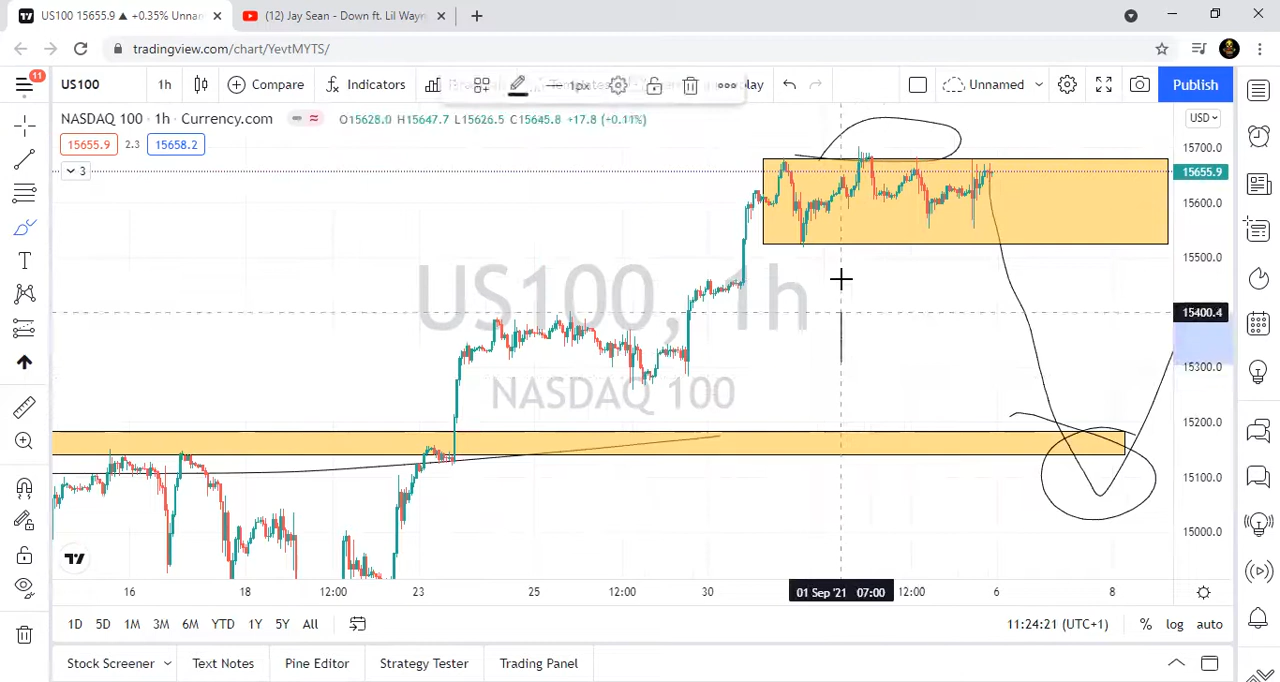 US100 15655.9 ▲ +0.35% Unnam
(12) Jay Sean - Down ft. Lil Wayn
tradingview.com/chart/YevtMYTS/
11
US100
1h
Compare
Indicators
1px
lay
Unnamed
Publish
NASDAQ 100 · 1h · Currency.com
O15628.0 H15647.7 L15626.5 C15645.8 +17.8 (+0.11%)
USD
15655.9
2.3
15658.2
3
15700.0
15655.9
15600.0
15500.0
15400.4
15300.0
15200.0
15100.0
15000.0
US100, 1h
NASDAQ 100
16
18
12:00
23
25
12:00
30
01 Sep '21 07:00
12:00
6
8
1D
5D
1M
3M
6M
YTD
1Y
5Y
All
11:24:21 (UTC+1)
%
log
auto
Stock Screener
Text Notes
Pine Editor
Strategy Tester
Trading Panel